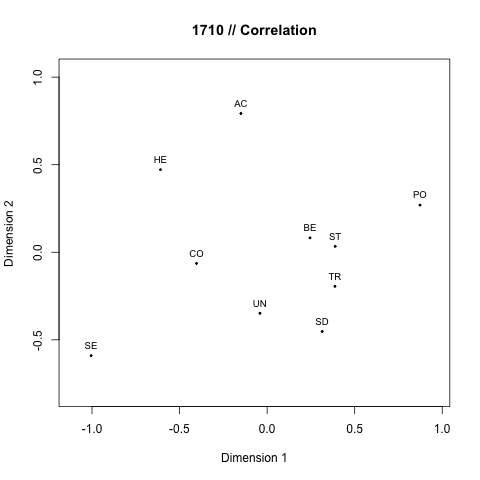 1710 // Correlation
AC
HE
PO
BE
ST
CO
TR
UN
SD
SE
1.0
0.5
0.0
-0.5
Dimension 2
-1.0 -0.5 0.0 0.5 1.0
Dimension 1